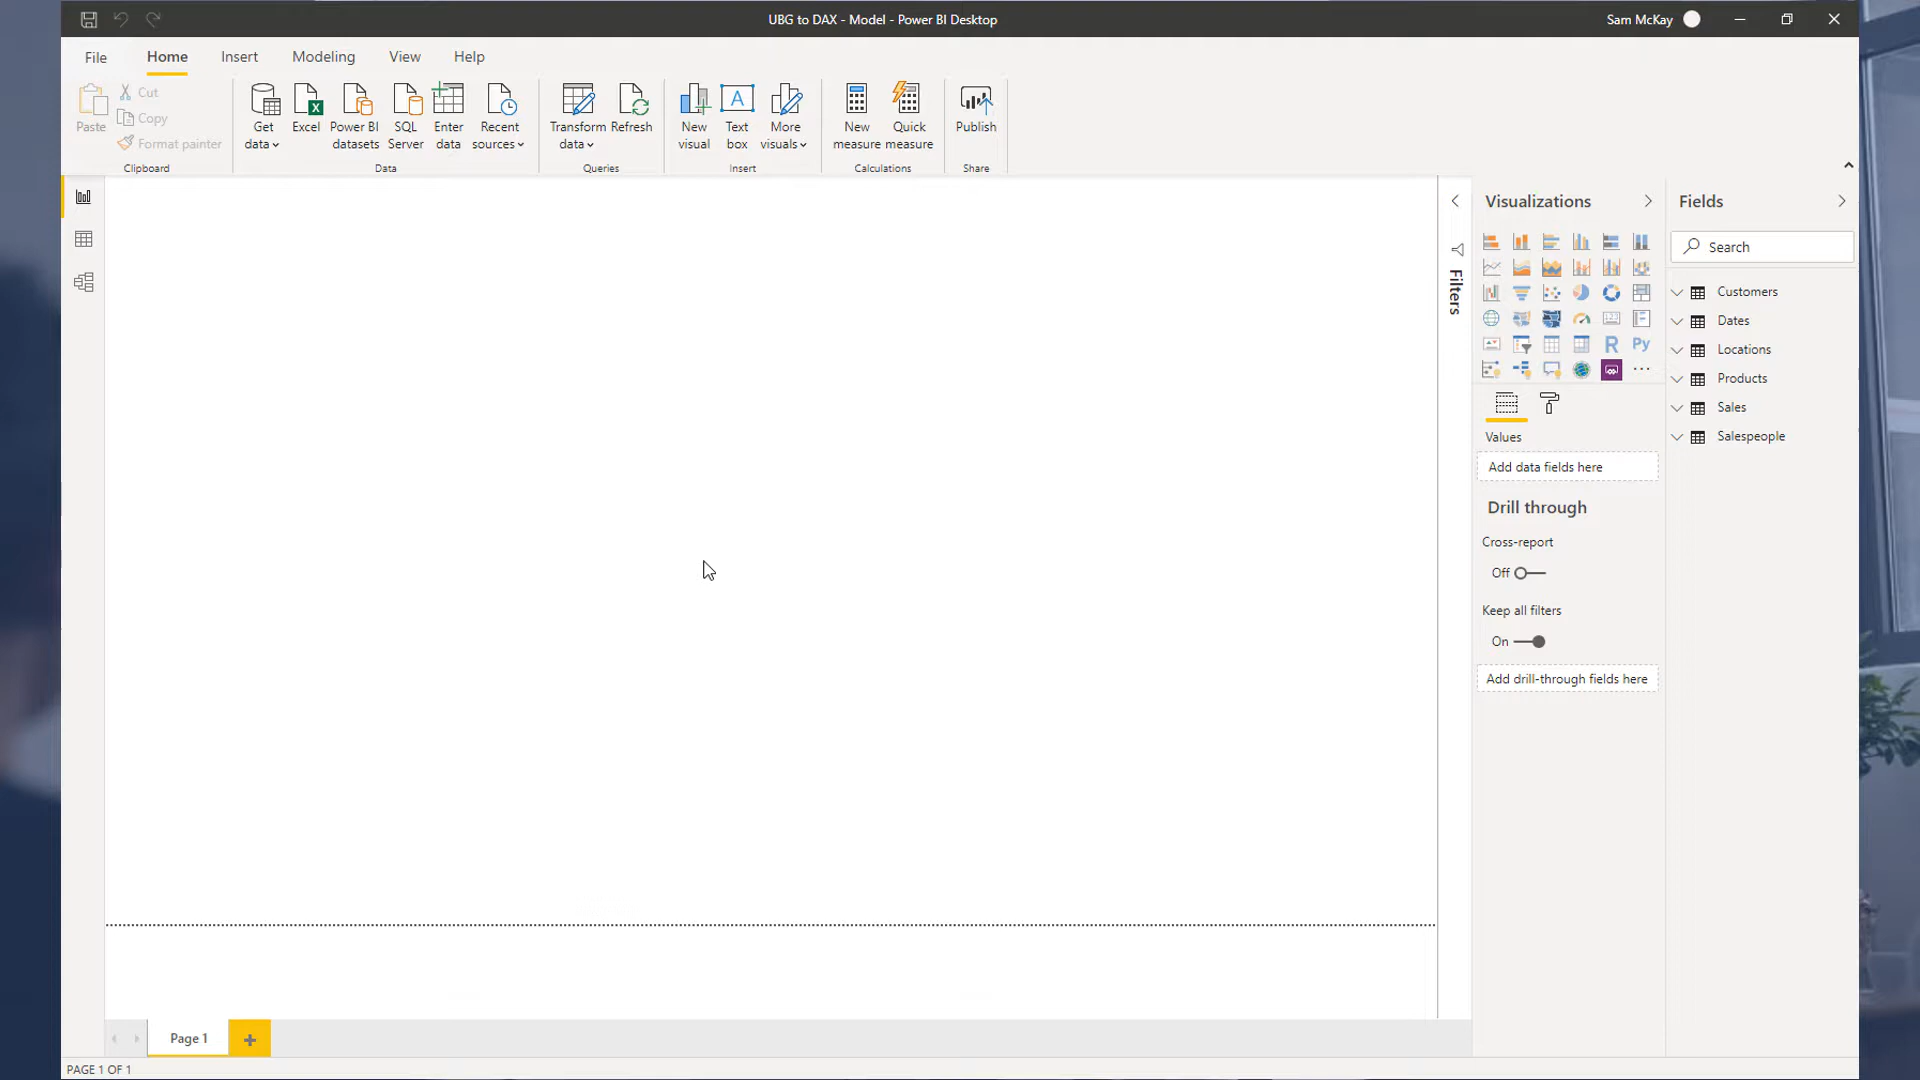 UBG to DAX - Model - Power BI Desktop
Sam McKay
File Home Insert Modeling View Help
Paste
Cut
Copy
Format painter
Clipboard
Get data
Excel
Power BI datasets
SQL Server
Enter data
Recent sources
Data
Transform data
Refresh
Queries
New visual
Text box
More visuals
Insert
New measure
Quick measure
Calculations
Publish
Share
Filters
Visualizations
R
Py
Values
Add data fields here
Drill through
Cross-report
Off
Keep all filters
On
Add drill-through fields here
Fields
Search
Customers
Dates
Locations
Products
Sales
Salespeople
Page 1
PAGE 1 OF 1